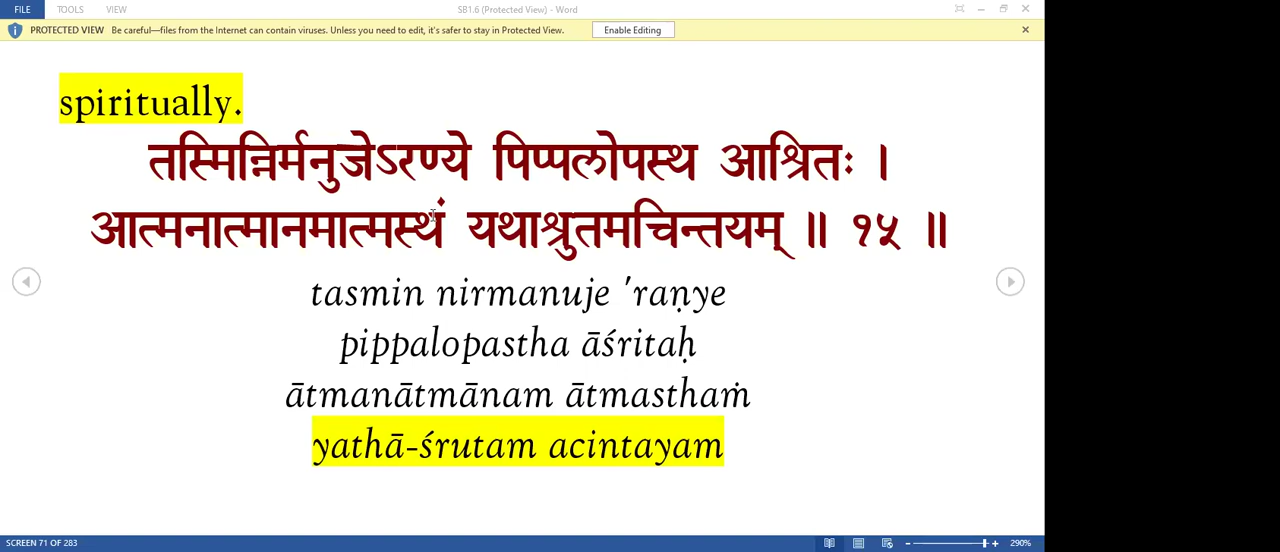 FILE TOOLS VIEW SB1.6 (Protected View) - Word
PROTECTED VIEW Be careful—files from the Internet can contain viruses. Unless you need to edit, it's safer to stay in Protected View. Enable Editing
spiritually.
तस्मिन्निर्मनुजेऽरण्ये पिप्पलोपस्थ आश्रितः ।
आत्मनात्मानमात्मस्थं यथाश्रुतमचिन्तयम् ॥ १५ ॥
tasmin nirmanuje 'raṇye
pippalopastha āśritaḥ
ātmanātmānam ātmasthaṁ
yathā-śrutam acintayam
SCREEN 71 OF 283 290%